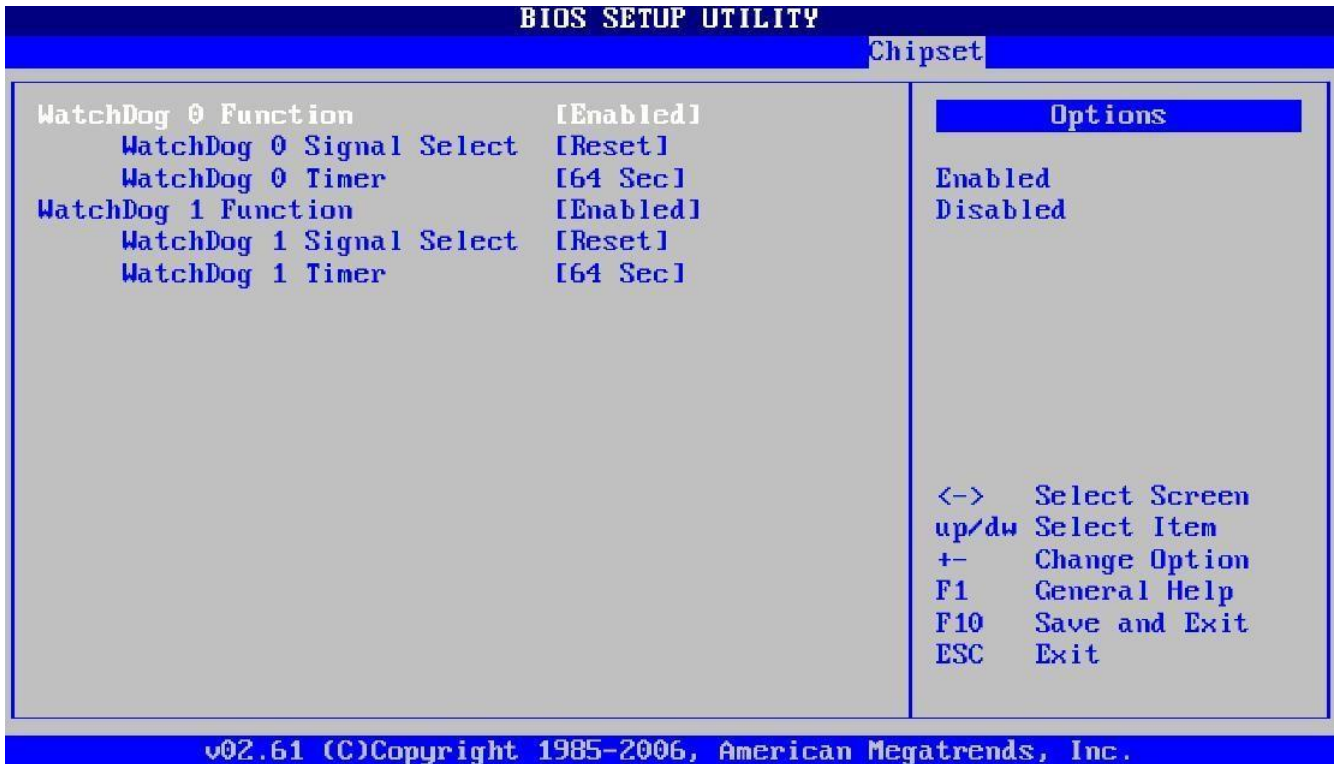 BIOS SETUP UTILITY
Chipset
WatchDog 0 Function [Enabled]
WatchDog 0 Signal Select [Reset]
WatchDog 0 Timer [64 Sec]
WatchDog 1 Function [Enabled]
WatchDog 1 Signal Select [Reset]
WatchDog 1 Timer [64 Sec]
Options
Enabled
Disabled
<-> Select Screen
up/dw Select Item
+- Change Option
F1 General Help
F10 Save and Exit
ESC Exit
v02.61 (C)Copyright 1985-2006, American Megatrends, Inc.